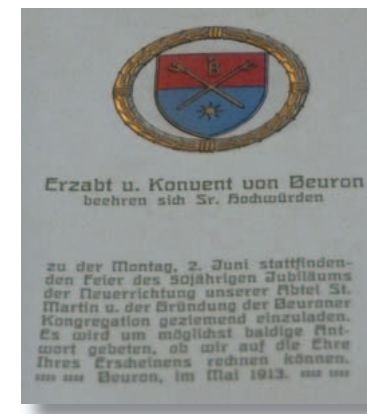 B
Erzabt u. Konvent von Beuron
beehren sich Sr. Hochwürden
zu der Montag, 2. Juni stattfinden-
den Feier des 50jährigen Jubiläums
der Neuerrichtung unserer Abtei St.
Martin u. der Gründung der Beuroner
Kongregation geziemend einzuladen.
Es wird um möglichst baldige Ant-
wort gebeten, ob wir auf die Ehre
Ihres Erscheinens rechnen können.
Beuron, im Mai 1913.